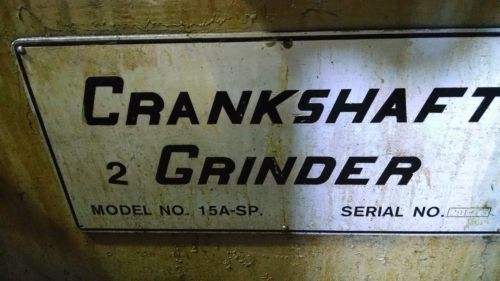 CRANKSHAFT
2 GRINDER
MODEL NO. 15A-SP. SERIAL NO.